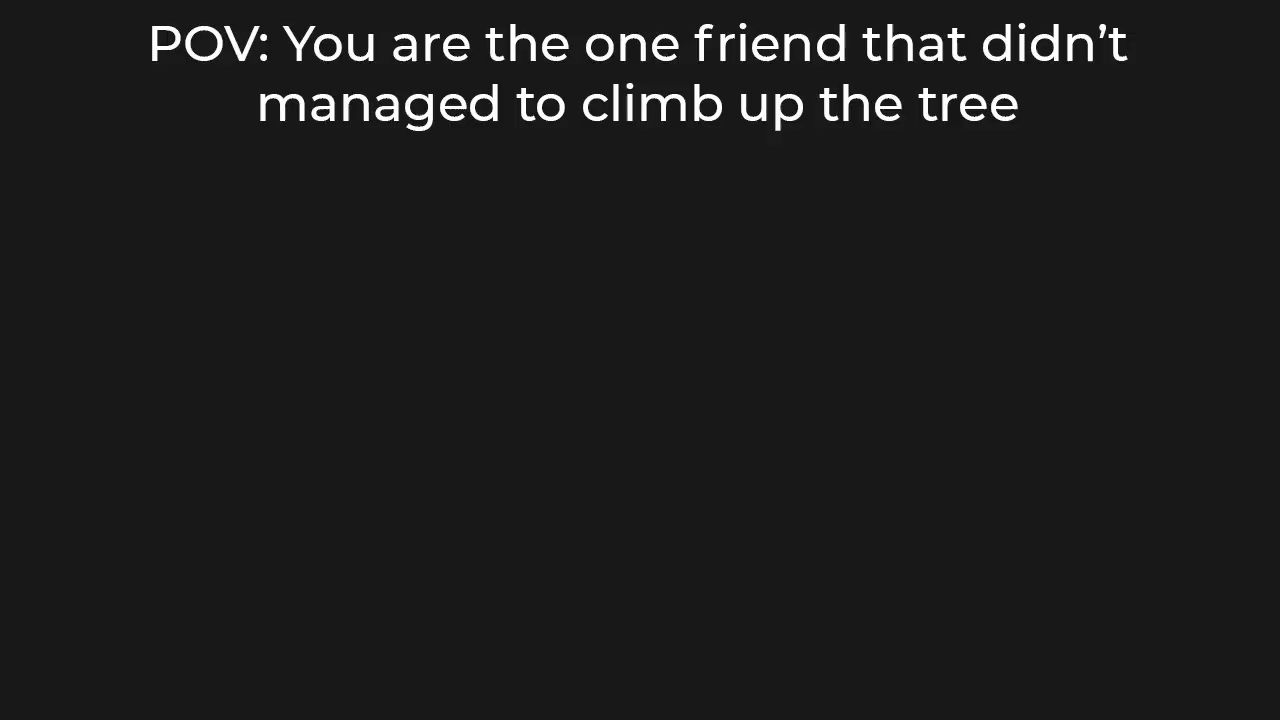 POV: You are the one friend that didn’t
managed to climb up the tree